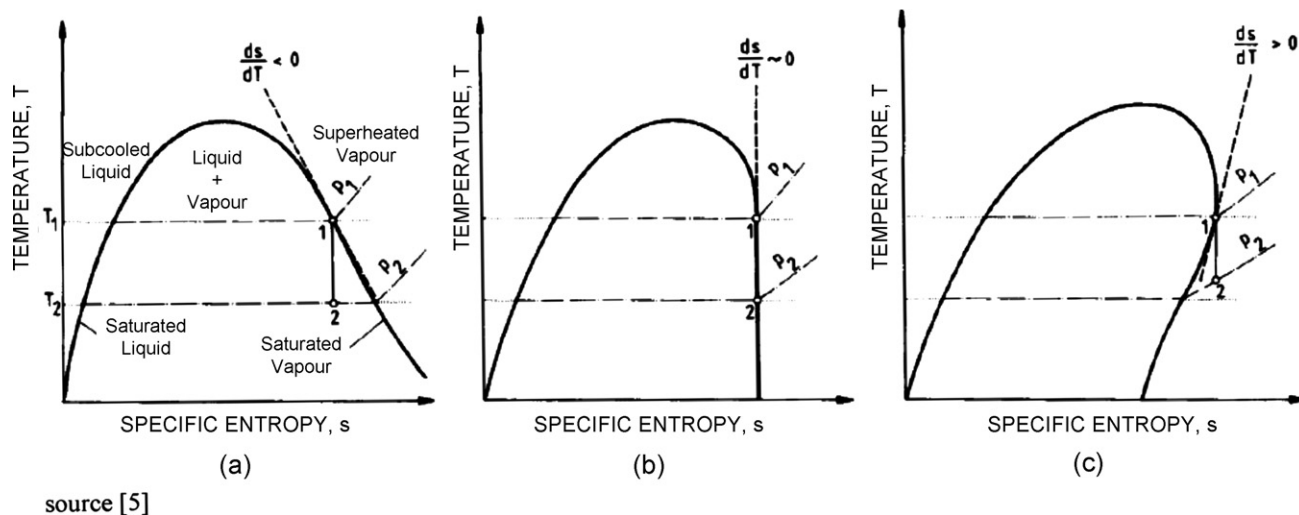 TEMPERATURE, T
ds/dT < 0
Subcooled
Liquid
Liquid
+
Vapour
Superheated
Vapour
P1
T1
1
P2
T2
2
Saturated
Liquid
Saturated
Vapour
SPECIFIC ENTROPY, s
(a)
TEMPERATURE, T
ds/dT ~0
P1
1
P2
2
SPECIFIC ENTROPY, s
(b)
TEMPERATURE, T
ds/dT > 0
P1
1
P2
2
SPECIFIC ENTROPY, s
(c)
source [5]